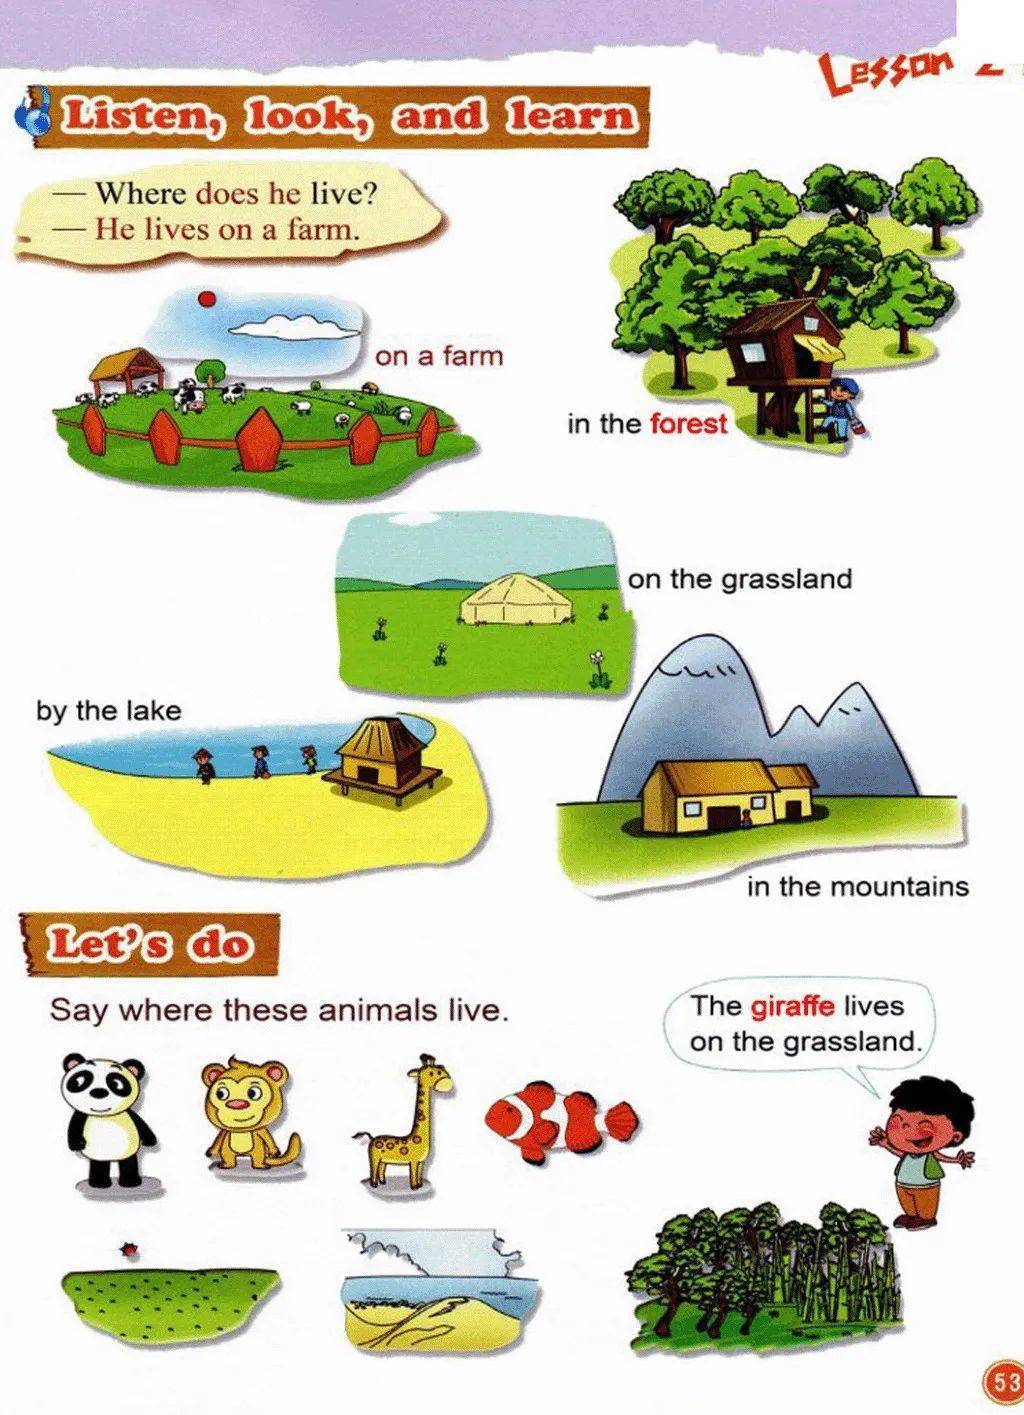 Lesson
Listen, look, and learn
— Where does he live?
— He lives on a farm.
on a farm
in the forest
on the grassland
by the lake
in the mountains
Let's do
Say where these animals live.
The giraffe lives
on the grassland.
53